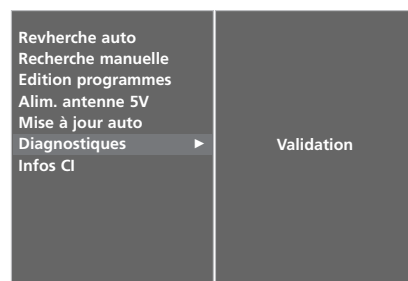 Revherche auto
Recherche manuelle
Edition programmes
Alim. antenne 5V
Mise à jour auto
Diagnostiques ►
Validation
Infos CI